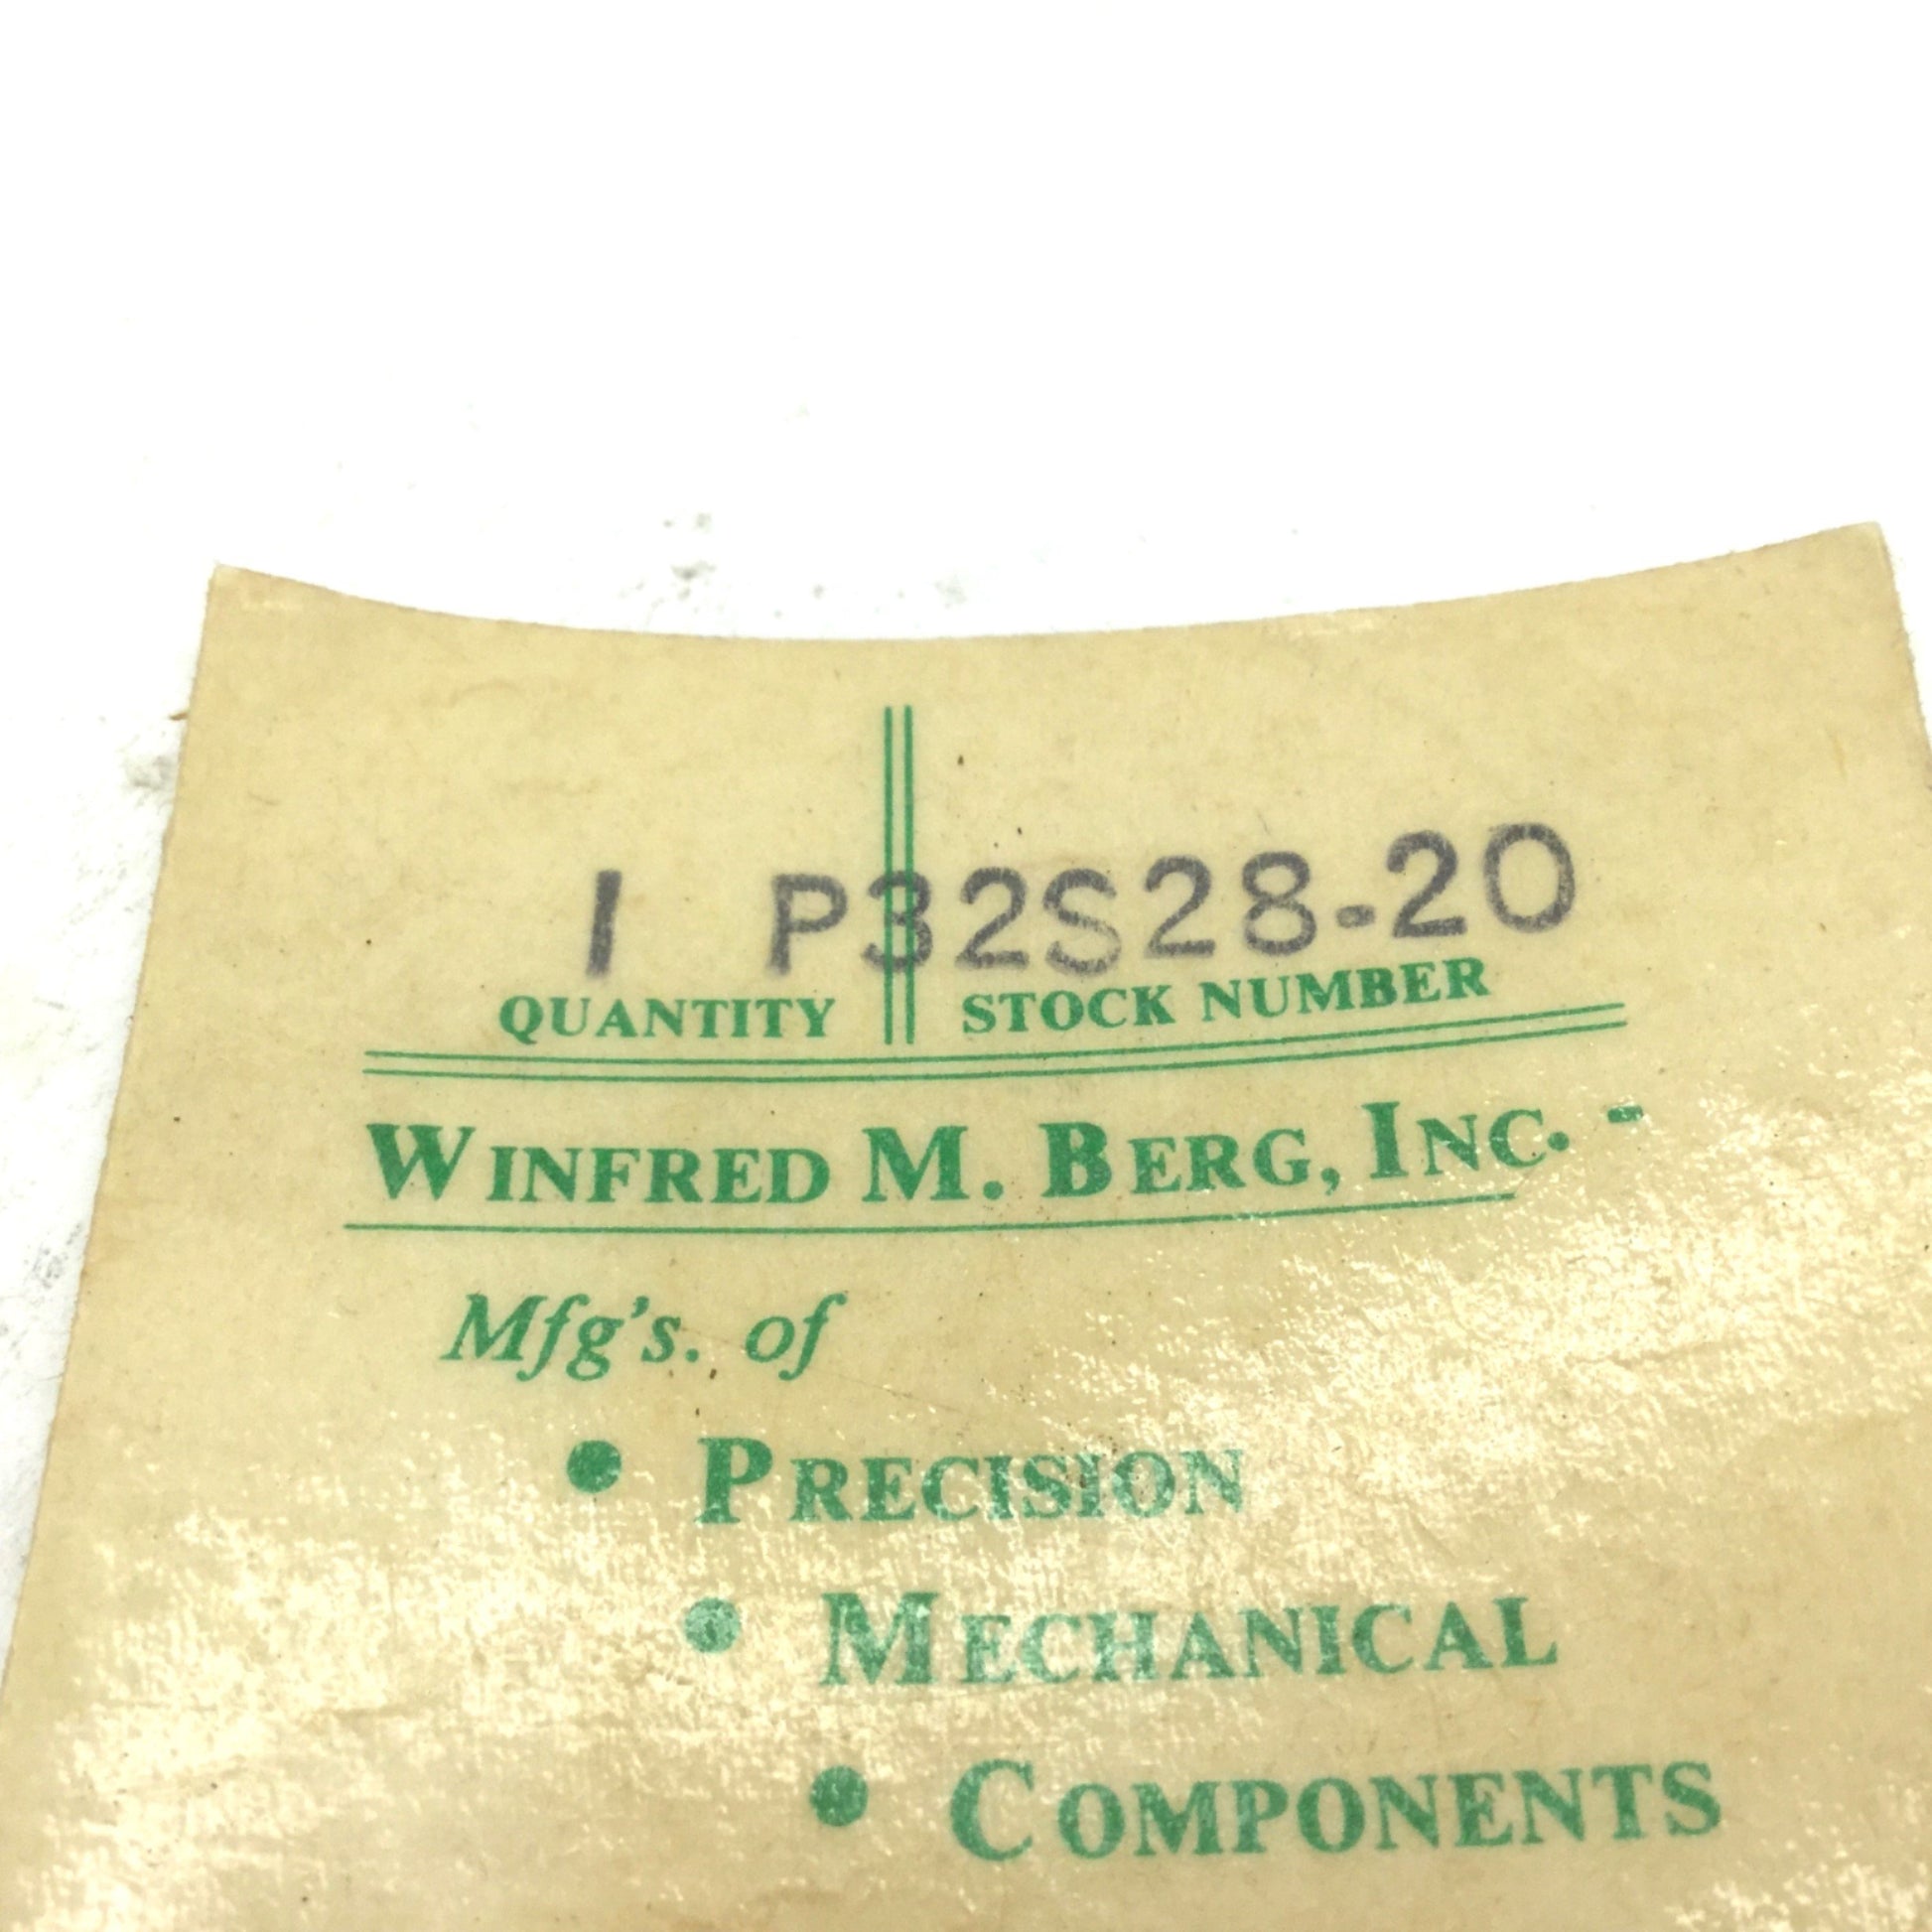 1 P32S28-20
QUANTITY STOCK NUMBER
WINFRED M. BERG, INC. -
Mfg's. of
• PRECISION
• MECHANICAL
• COMPONENTS